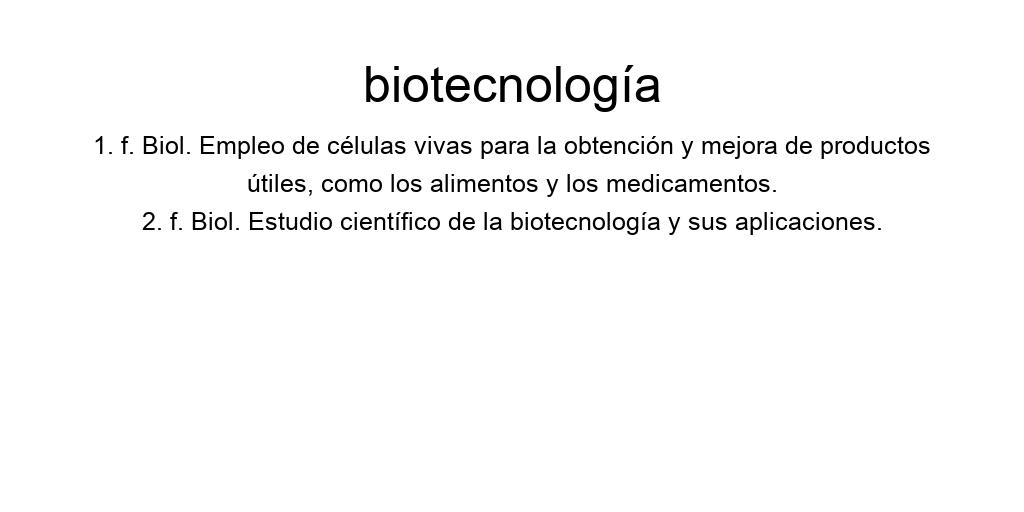 biotecnología
1. f. Biol. Empleo de células vivas para la obtención y mejora de productos
útiles, como los alimentos y los medicamentos.
2. f. Biol. Estudio científico de la biotecnología y sus aplicaciones.